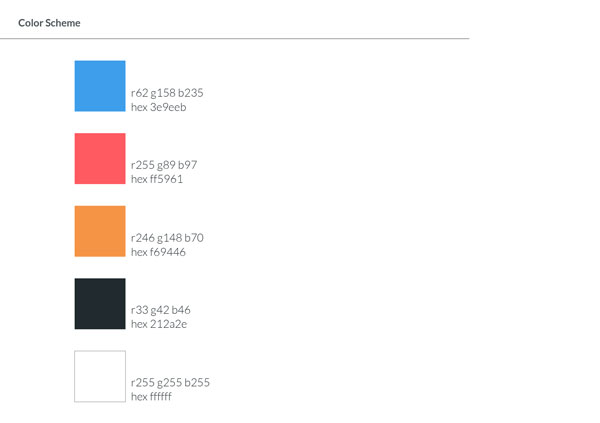 Color Scheme
r62 g158 b235
hex 3e9eeb
r255 g89 b97
hex ff5961
r246 g148 b70
hex f69446
r33 g42 b46
hex 212a2e
r255 g255 b255
hex ffffff